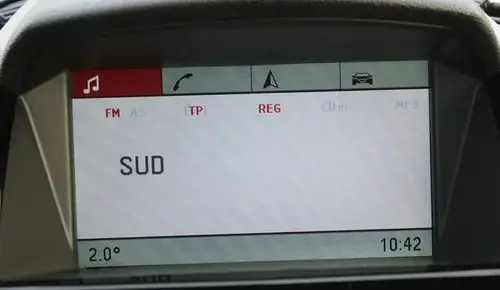 FM AS [TP] REG CD in MP3
SUD
2.0° 10:42